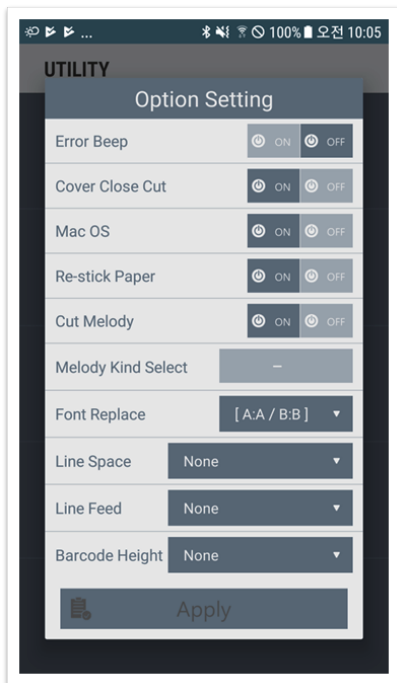 ... 100% 오전 10:05
UTILITY
Option Setting
Error Beep ON OFF
Cover Close Cut ON OFF
Mac OS ON OFF
Re-stick Paper ON OFF
Cut Melody ON OFF
Melody Kind Select –
Font Replace [ A:A / B:B ]
Line Space None
Line Feed None
Barcode Height None
Apply